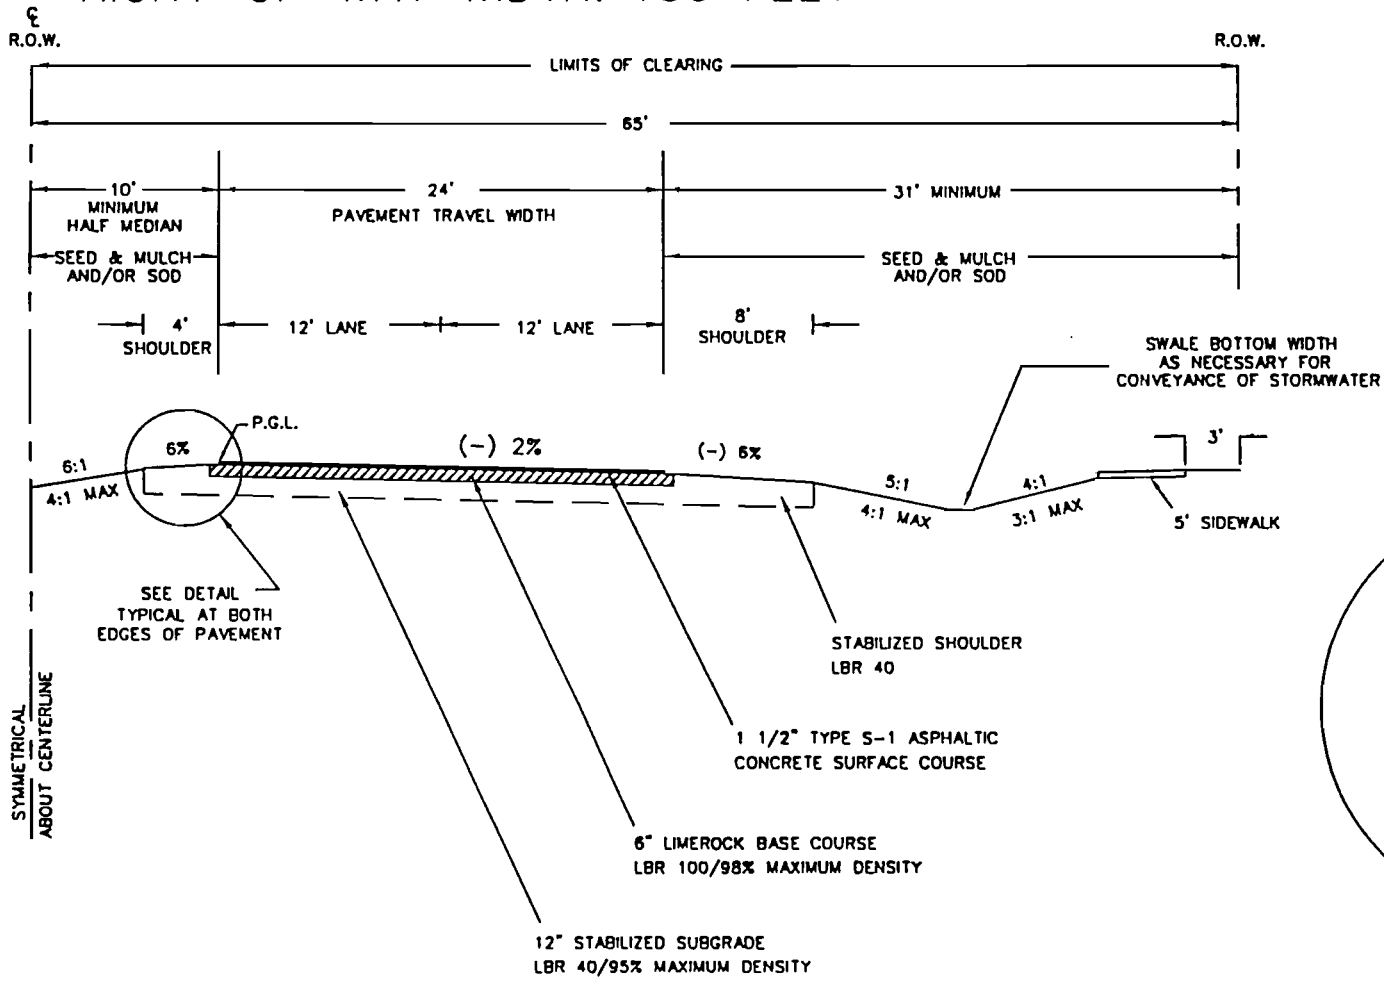 ℄
R.O.W.
R.O.W.
LIMITS OF CLEARING
65'
10'
MINIMUM
HALF MEDIAN
24'
PAVEMENT TRAVEL WIDTH
31' MINIMUM
SEED & MULCH
AND/OR SOD
SEED & MULCH
AND/OR SOD
4'
SHOULDER
12' LANE
12' LANE
8'
SHOULDER
SWALE BOTTOM WIDTH
AS NECESSARY FOR
CONVEYANCE OF STORMWATER
P.G.L.
6:1
4:1 MAX
6%
(-) 2%
(-) 6%
5:1
4:1 MAX
4:1
3:1 MAX
3'
5' SIDEWALK
SEE DETAIL
TYPICAL AT BOTH
EDGES OF PAVEMENT
STABILIZED SHOULDER
LBR 40
1 1/2" TYPE S-1 ASPHALTIC
CONCRETE SURFACE COURSE
6" LIMEROCK BASE COURSE
LBR 100/98% MAXIMUM DENSITY
12" STABILIZED SUBGRADE
LBR 40/95% MAXIMUM DENSITY
SYMMETRICAL
ABOUT CENTERLINE